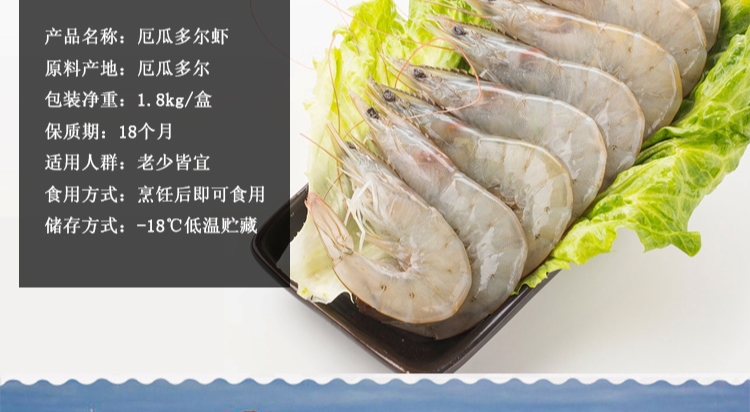 产品名称：厄瓜多尔虾
原料产地：厄瓜多尔
包装净重：1.8kg/盒
保质期：18个月
适用人群：老少皆宜
食用方式：烹饪后即可食用
储存方式：-18℃低温贮藏